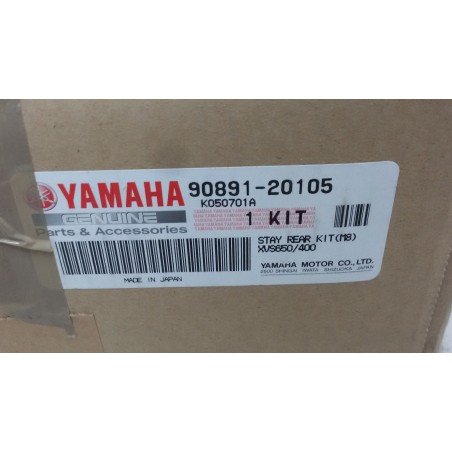 YAMAHA
GENUINE
Parts & Accessories
90891-20105
K050701A
1 KIT
STAY REAR KIT(M8)
XVS650/400
MADE IN JAPAN
YAMAHA MOTOR CO., LTD.
2500 SHINGAI IWATA SHIZUOKA JAPAN